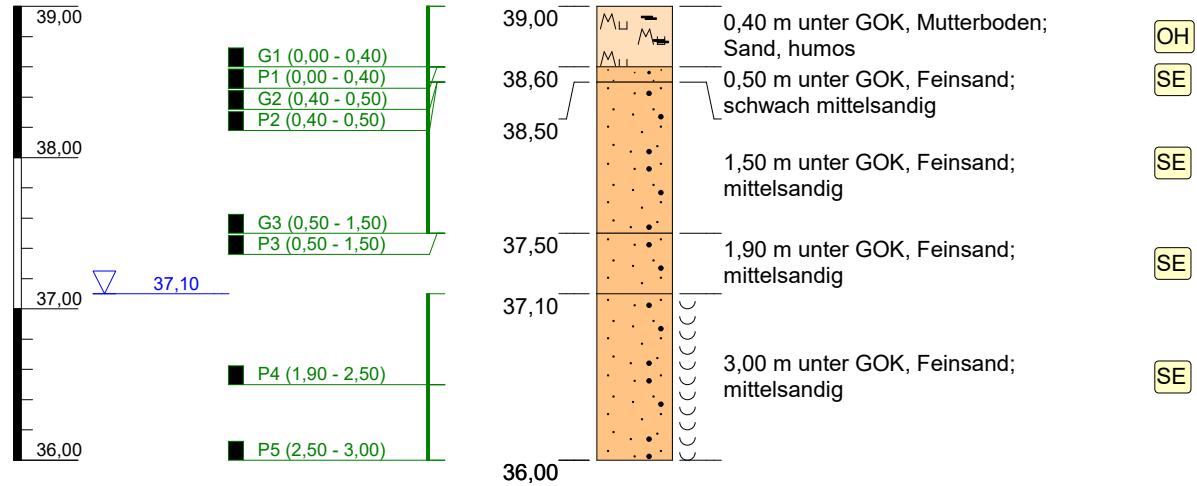 39,00
38,00
37,00
36,00
G1 (0,00 - 0,40)
P1 (0,00 - 0,40)
G2 (0,40 - 0,50)
P2 (0,40 - 0,50)
G3 (0,50 - 1,50)
P3 (0,50 - 1,50)
37,10
P4 (1,90 - 2,50)
P5 (2,50 - 3,00)
39,00
38,60
38,50
37,50
37,10
36,00
0,40 m unter GOK, Mutterboden;
Sand, humos
OH
0,50 m unter GOK, Feinsand;
schwach mittelsandig
SE
1,50 m unter GOK, Feinsand;
mittelsandig
SE
1,90 m unter GOK, Feinsand;
mittelsandig
SE
3,00 m unter GOK, Feinsand;
mittelsandig
SE